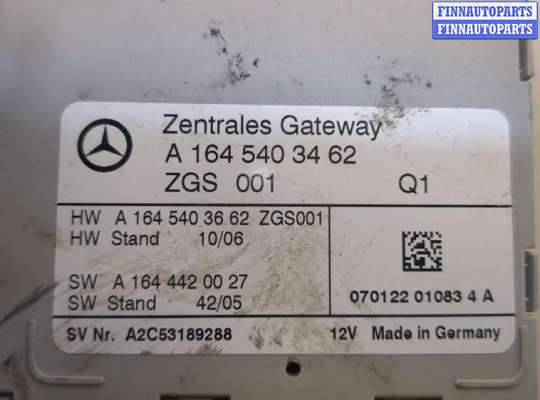 FINNAUTOPARTS
FINNAUTOPARTS
Zentrales Gateway
A 164 540 34 62
ZGS 001 Q1
HW A 164 540 36 62 ZGS001
HW Stand 10/06
SW A 164 442 00 27
SW Stand 42/05
070122 01083 4 A
SV Nr. A2C53189288 12V Made in Germany